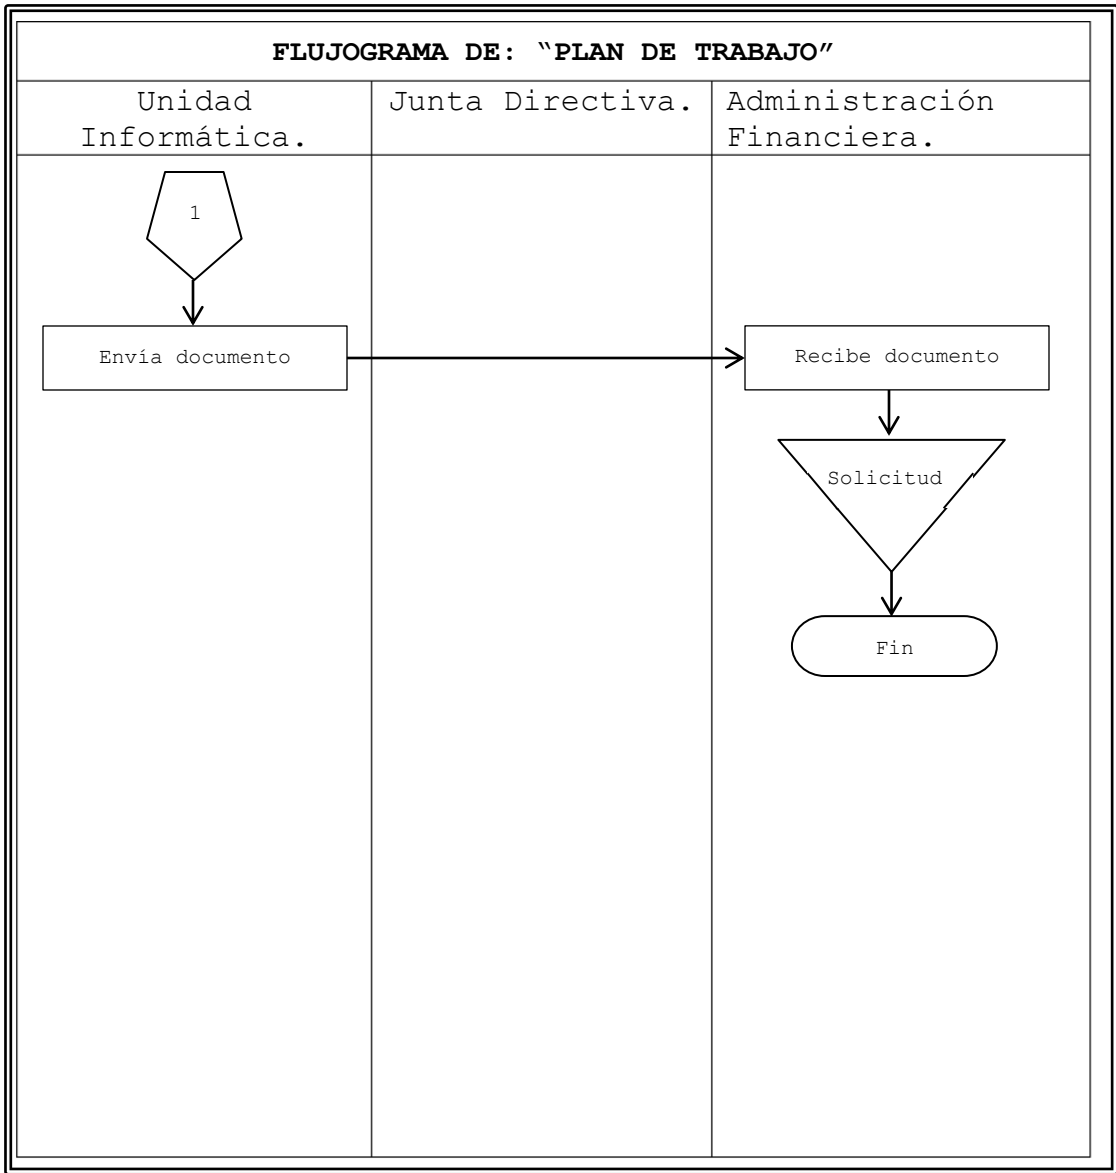 FLUJOGRAMA DE: “PLAN DE TRABAJO”
Unidad
Informática.
Junta Directiva.
Administración
Financiera.
1
Envía documento
Recibe documento
Solicitud
Fin